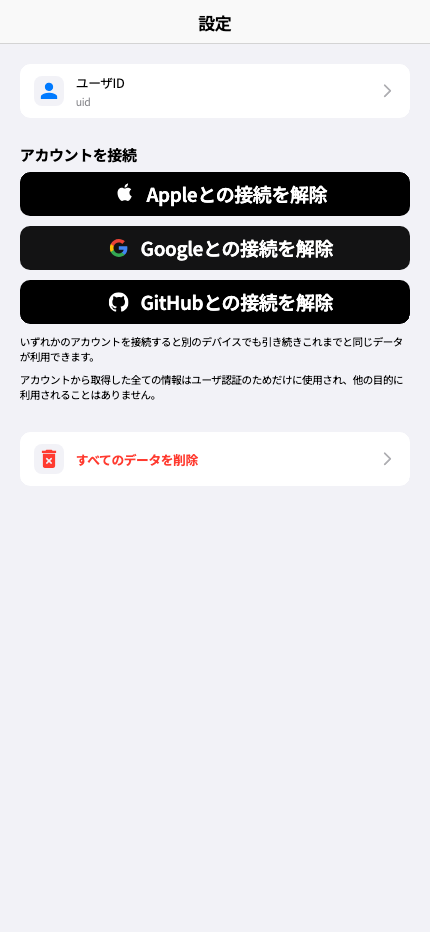 設定
ユーザID
uid
アカウントを接続
Appleとの接続を解除
Googleとの接続を解除
GitHubとの接続を解除
いずれかのアカウントを接続すると別のデバイスでも引き続きこれまでと同じデータ
が利用できます。
アカウントから取得した全ての情報はユーザ認証のためだけに使用され、他の目的に
利用されることはありません。
すべてのデータを削除